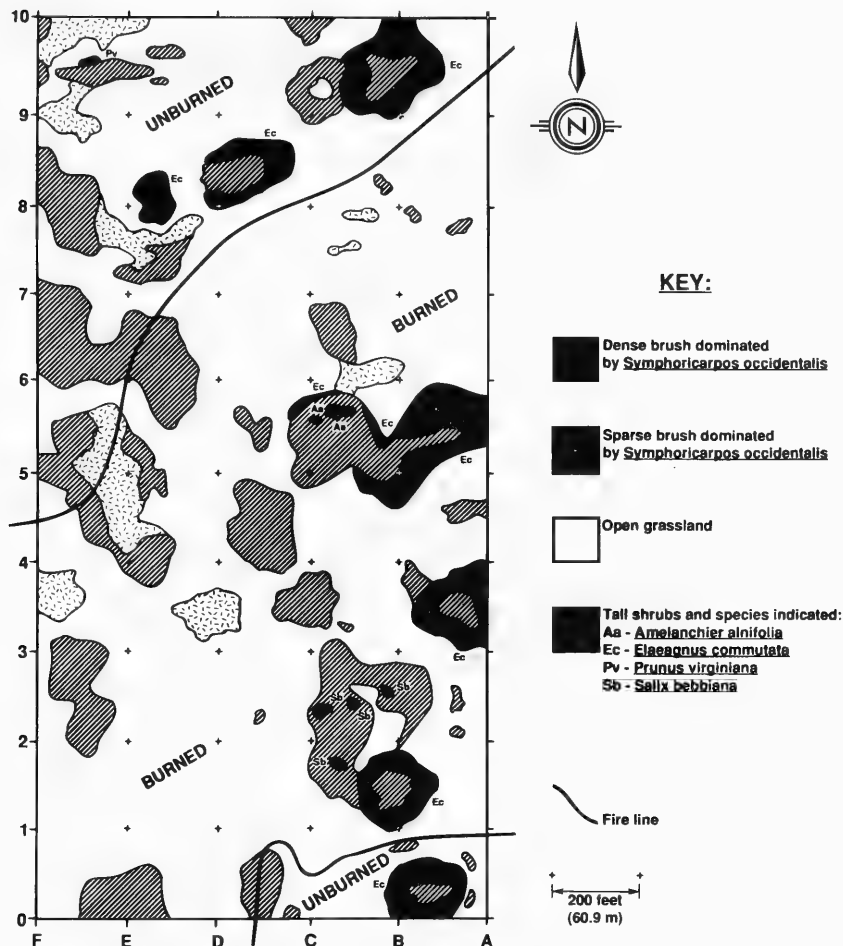 10
9
8
7
6
5
4
3
2
1
0
F E D C B A
Pv
UNBURNED
Ec
Ec
Ec
BURNED
Ec
Aa
Aa
Ec
Ec
Ec
Sb
Sb
Sb
Sb
BURNED
Ec
UNBURNED
Ec
N
KEY:
Dense brush dominated
by Symphoricarpos occidentalis
Sparse brush dominated
by Symphoricarpos occidentalis
Open grassland
Tall shrubs and species indicated:
Aa - Amelanchier alnifolia
Ec - Elaeagnus commutata
Pv - Prunus virginiana
Sb - Salix bebbiana
Fire line
200 feet
(60.9 m)